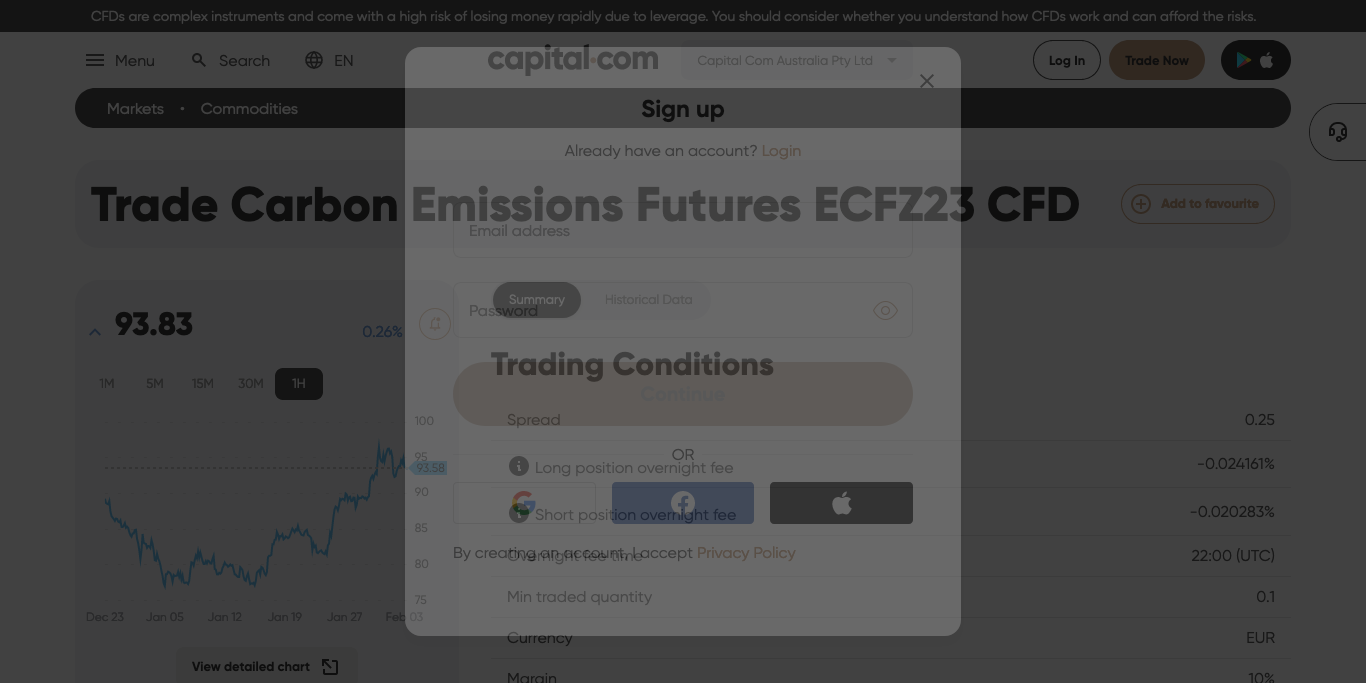 CFDs are complex instruments and come with a high risk of losing money rapidly due to leverage. You should consider whether you understand how CFDs work and can afford the risks.
Menu
Search
EN
capital.com
Capital Com Australia Pty Ltd
Log In
Trade Now
Markets • Commodities
Sign up
Already have an account? Login
Trade Carbon Emissions Futures ECFZ23 CFD
Add to favourite
Email address
Password
Continue
OR
By creating an account, I accept Privacy Policy
93.83
0.26%
1M 5M 15M 30M 1H
100
95
93.58
90
85
80
75
Dec 23 Jan 05 Jan 12 Jan 19 Jan 27 Feb 03
View detailed chart
Summary
Historical Data
Trading Conditions
Spread 0.25
Long position overnight fee -0.024161%
Short position overnight fee -0.020283%
Overnight fee time 22:00 (UTC)
Min traded quantity 0.1
Currency EUR
Margin 10%